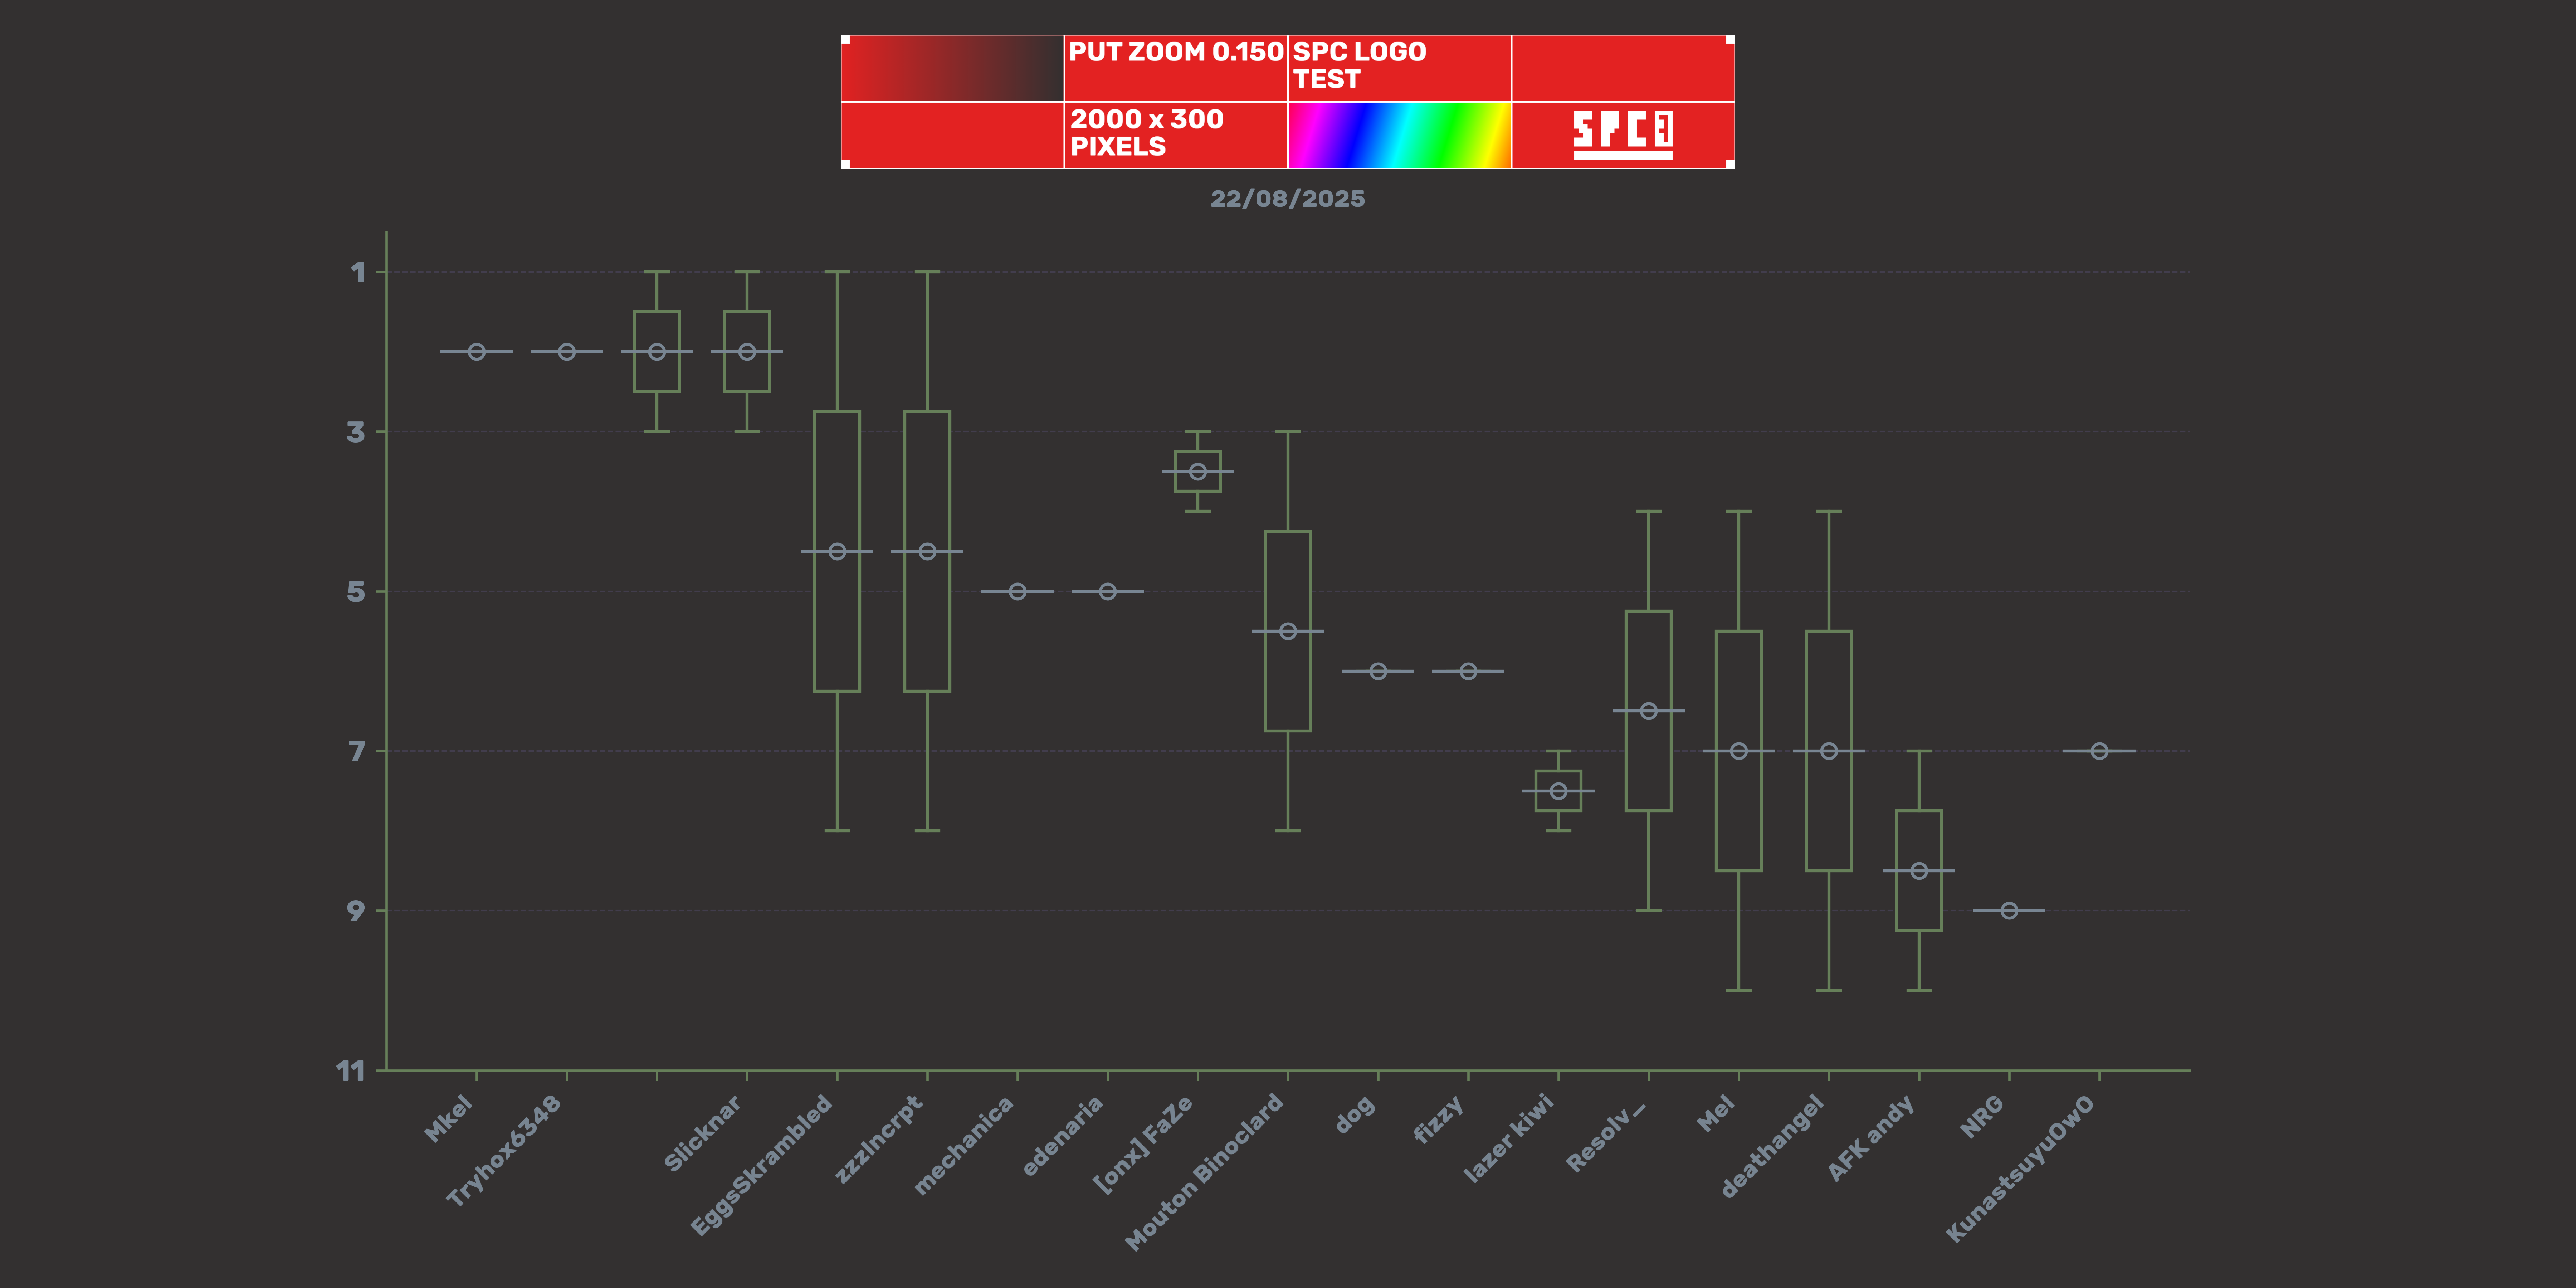 PUT ZOOM 0.150
SPC LOGO
TEST
2000 x 300
PIXELS
SPC
22/08/2025
1
3
5
7
9
11
Mkel
Tryhox6348
Slicknar
EggsSkrambled
zzzIncrpt
mechanica
edenaria
[onx] FaZe
Mouton Binoclard
dog
fizzy
lazer kiwi
Resolv_
Mel
deathangel
AFK andy
NRG
KunastsuyuOwO